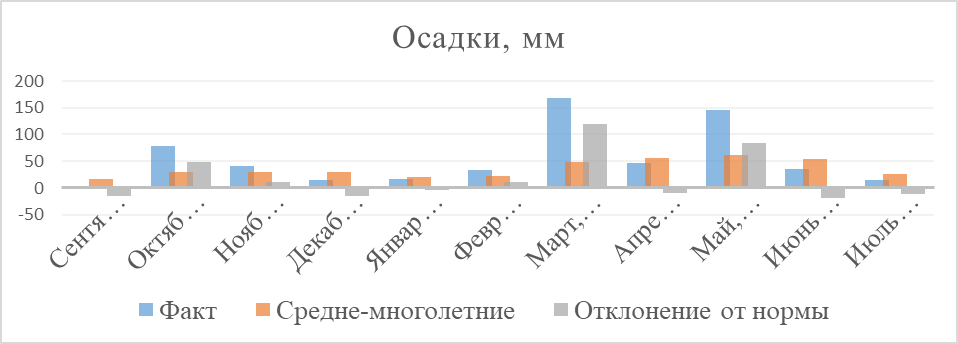 Осадки, мм
200
150
100
50
0
-50
Сентя…
Октяб…
Нояб…
Декаб…
Январ…
Февр…
Март,…
Апре…
Май,…
Июнь…
Июль…
Факт Средне-многолетние Отклонение от нормы